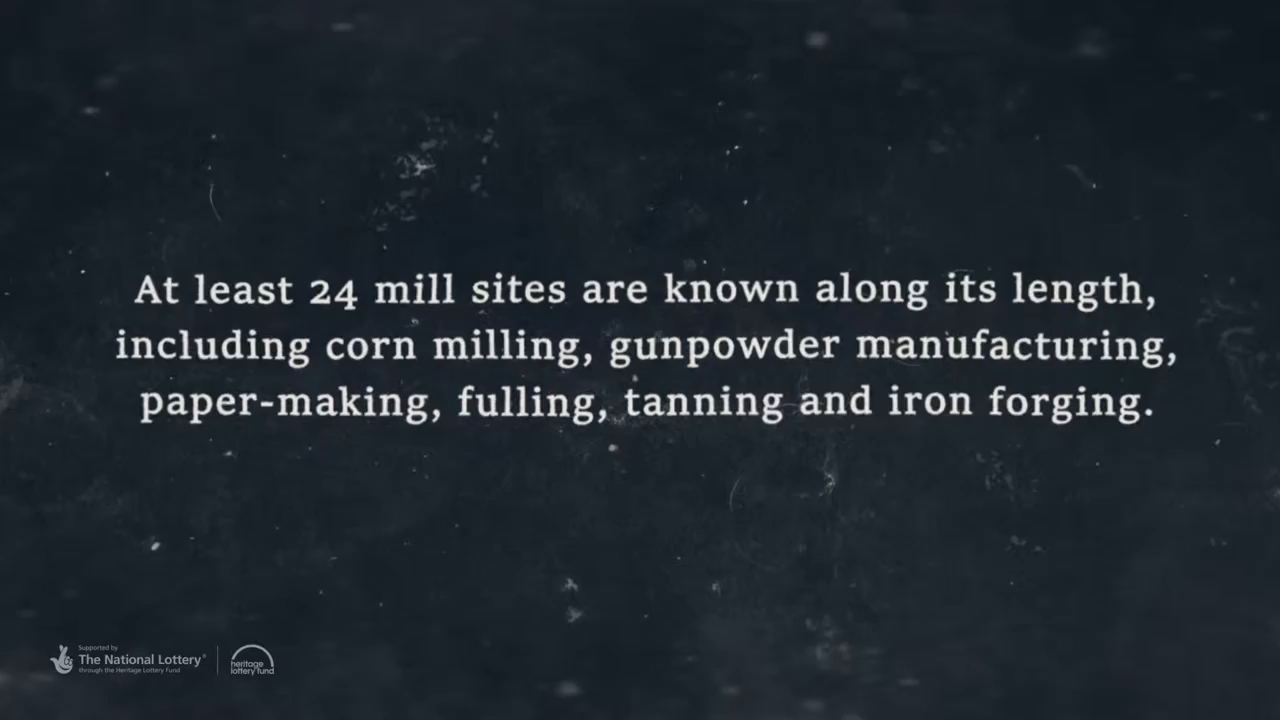 At least 24 mill sites are known along its length,
including corn milling, gunpowder manufacturing,
paper-making, fulling, tanning and iron forging.
Supported by
The National Lottery®
through the Heritage Lottery Fund
heritage
lottery fund